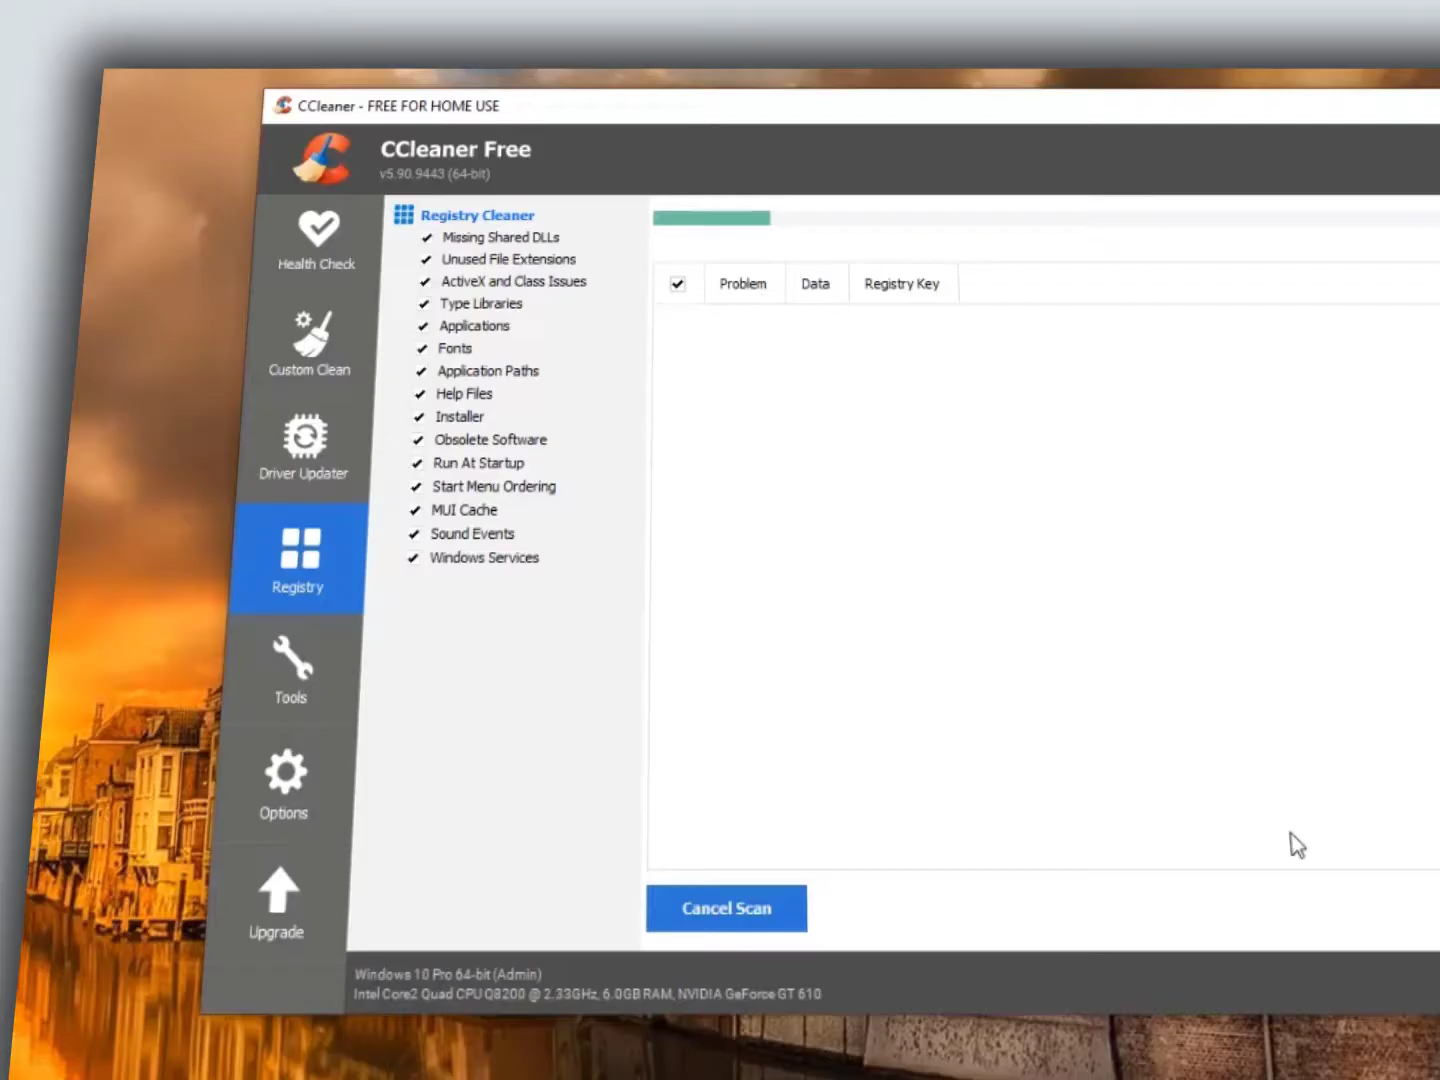 CCleaner - FREE FOR HOME USE
CCleaner Free
v5.90.9443 (64-bit)
Health Check
Custom Clean
Driver Updater
Registry
Tools
Options
Upgrade
Registry Cleaner
Missing Shared DLLs
Unused File Extensions
ActiveX and Class Issues
Type Libraries
Applications
Fonts
Application Paths
Help Files
Installer
Obsolete Software
Run At Startup
Start Menu Ordering
MUI Cache
Sound Events
Windows Services
Problem Data Registry Key
Cancel Scan
Windows 10 Pro 64-bit (Admin)
Intel Core2 Quad CPU Q8200 @ 2.33GHz, 6.0GB RAM, NVIDIA GeForce GT 610